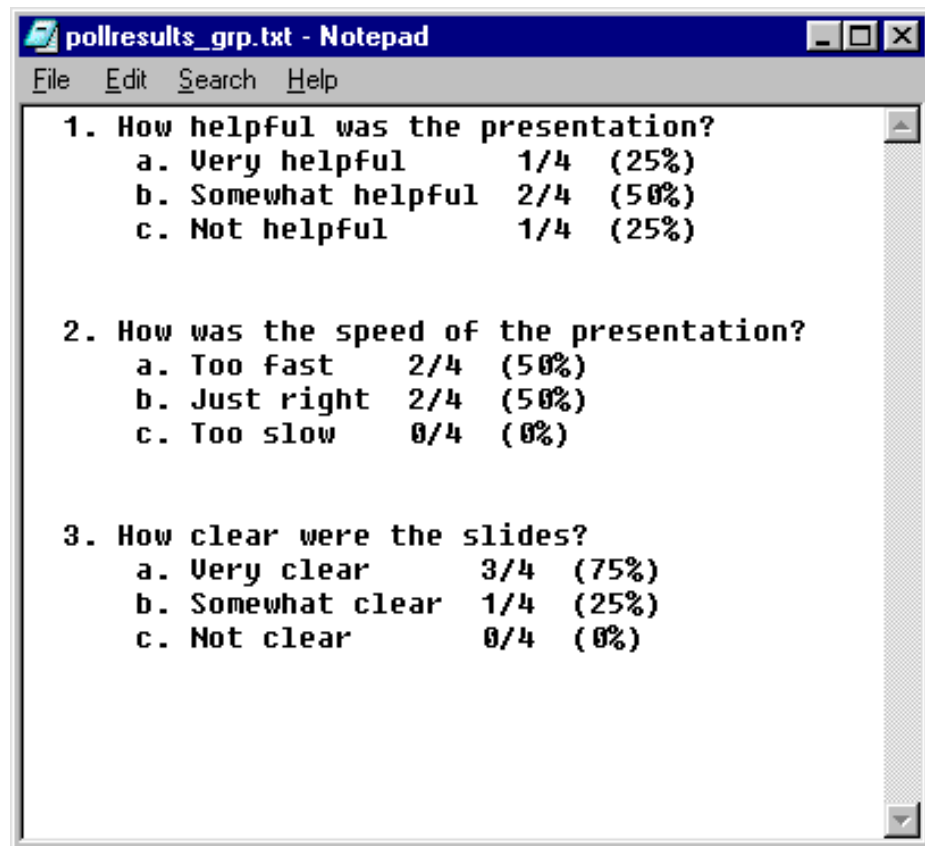 pollresults_grp.txt - Notepad
File Edit Search Help
1. How helpful was the presentation?
a. Very helpful 1/4 (25%)
b. Somewhat helpful 2/4 (50%)
c. Not helpful 1/4 (25%)
2. How was the speed of the presentation?
a. Too fast 2/4 (50%)
b. Just right 2/4 (50%)
c. Too slow 0/4 (0%)
3. How clear were the slides?
a. Very clear 3/4 (75%)
b. Somewhat clear 1/4 (25%)
c. Not clear 0/4 (0%)